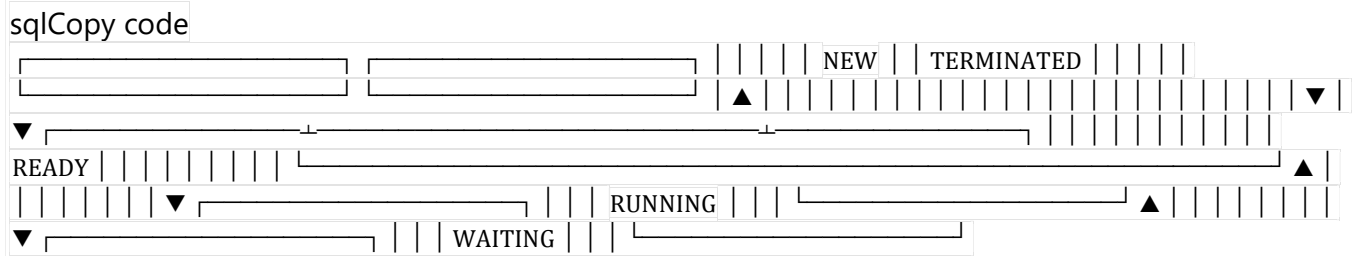 sqlCopy code
┌─────────────────┐ ┌─────────────────┐ │ │ │ │ │ NEW │ │ TERMINATED │ │ │ │ │
└─────────────────┘ └─────────────────┘ │ ▲ │ │ │ │ │ │ │ │ │ │ │ │ │ │ │ │ │ │ │ │ │ │ │ │ │ ▼ │
▼ ┌─────────────┴───────────────────────┴─────────────┐ │ │ │ │ │ │ │ │ │ │ │
READY │ │ │ │ │ │ │ │ │ └───────────────────────────────────────────────────┘ ▲ │
│ │ │ │ │ │ │ ▼ ┌─────────────────┐ │ │ │ RUNNING │ │ │ └─────────────────┘ ▲ │ │ │ │ │ │ │ │
▼ ┌─────────────────┐ │ │ │ WAITING │ │ │ └─────────────────┘